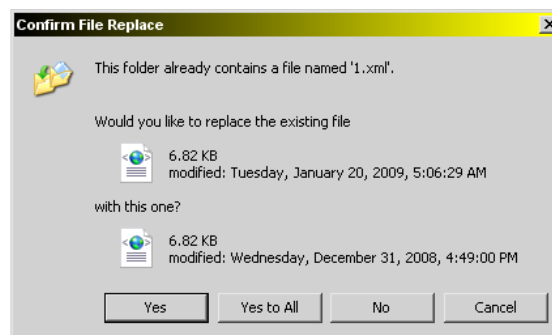 Confirm File Replace
This folder already contains a file named '1.xml'.
Would you like to replace the existing file
6.82 KB
modified: Tuesday, January 20, 2009, 5:06:29 AM
with this one?
6.82 KB
modified: Wednesday, December 31, 2008, 4:49:00 PM
Yes Yes to All No Cancel